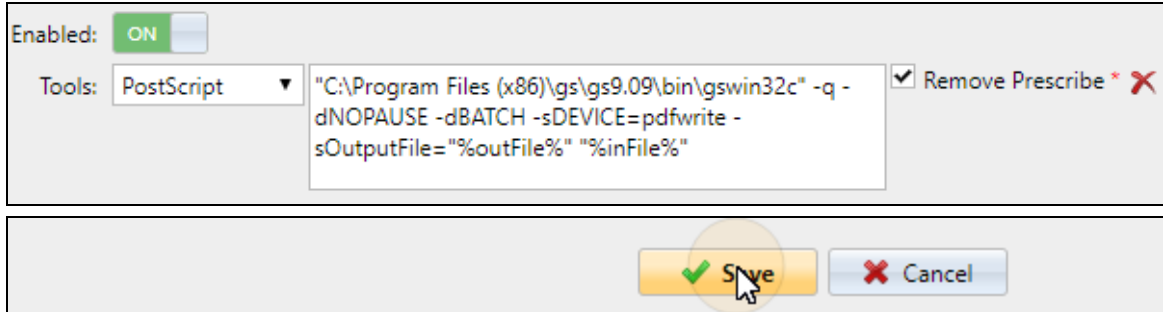 Enabled: ON
Tools: PostScript ▼ "C:\Program Files (x86)\gs\gs9.09\bin\gswin32c" -q - Remove Prescribe *
dNOPAUSE -dBATCH -sDEVICE=pdfwrite -
sOutputFile="%outFile%" "%inFile%"
Save Cancel